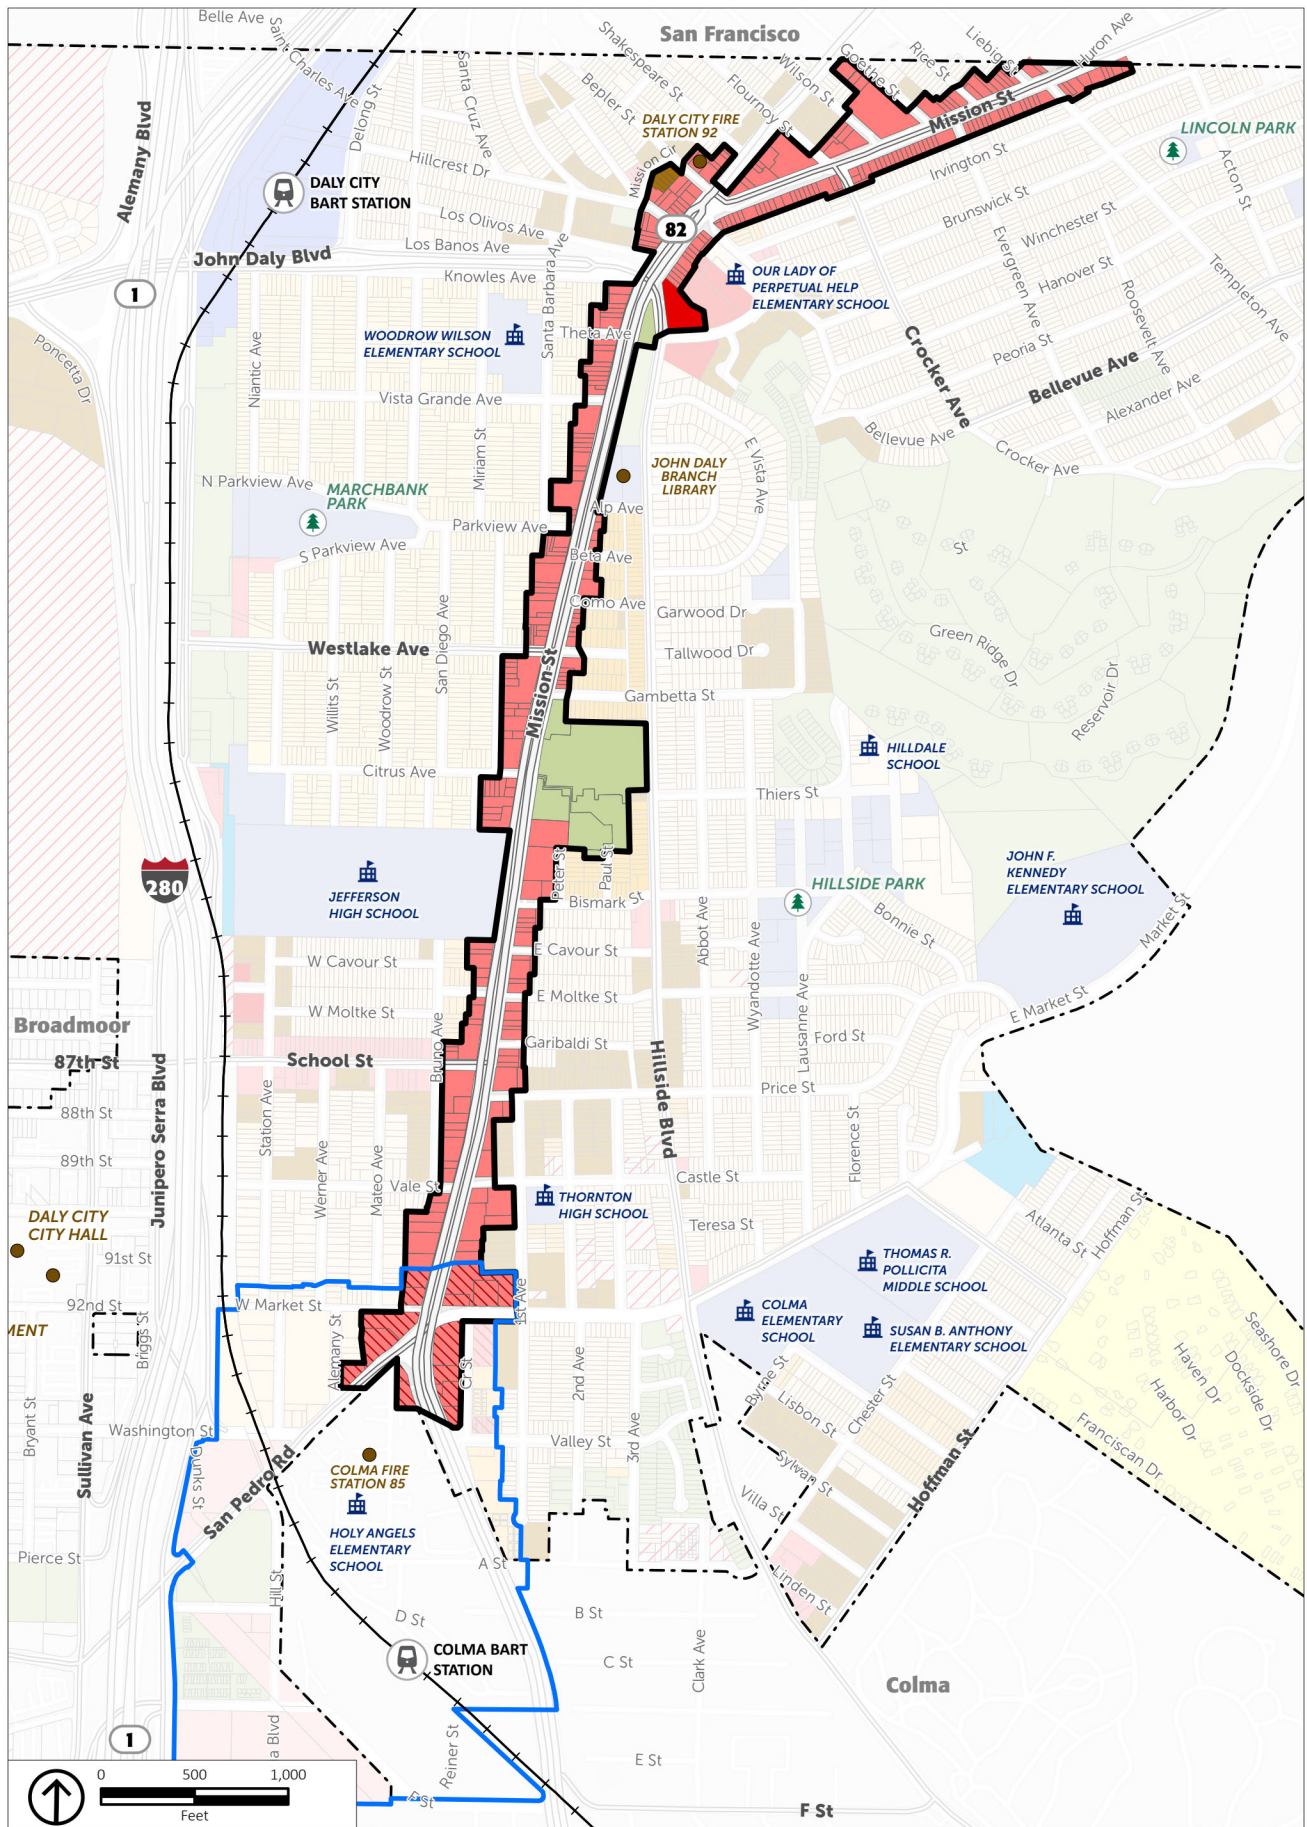 Belle Ave
San Francisco
Saint Charles Ave
Santa Cruz Ave
Shakespeare St
Bepler St
Flournoy St
Wilson St
Goethe St
Rice St
Liebig St
Huron Ave
Alemany Blvd
Delong St
Hillcrest Dr
DALY CITY FIRE
STATION 92
Mission Cir
Mission St
LINCOLN PARK
Irvington St
Acton St
DALY CITY
BART STATION
Los Olivos Ave
Los Banos Ave
John Daly Blvd
Knowles Ave
82
Brunswick St
Winchester St
Evergreen Ave
Hanover St
Templeton Ave
Roosevelt Ave
1
Santa Barbara Ave
OUR LADY OF
PERPETUAL HELP
ELEMENTARY SCHOOL
WOODROW WILSON
ELEMENTARY SCHOOL
Theta Ave
Poncetta Dr
Niantic Ave
Crocker Ave
Peoria St
Bellevue Ave
Alexander Ave
Vista Grande Ave
Miriam St
E Vista Ave
Bellevue Ave
Crocker Ave
JOHN DALY
BRANCH
LIBRARY
N Parkview Ave
MARCHBANK
PARK
Alp Ave
Parkview Ave
S Parkview Ave
Beta Ave
St
Como Ave
Garwood Dr
San Diego Ave
Westlake Ave
Tallwood Dr
Green Ridge Dr
Willits St
Woodrow St
Mission St
Gambetta St
Reservoir Dr
HILLDALE
SCHOOL
Citrus Ave
Thiers St
280
JEFFERSON
HIGH SCHOOL
Peter St
Paul St
Bismark St
HILLSIDE PARK
JOHN F.
KENNEDY
ELEMENTARY SCHOOL
Market St
Bonnie St
Abbot Ave
Wyandotte Ave
Lausanne Ave
W Cavour St
E Cavour St
E Moltke St
W Moltke St
E Market St
Broadmoor
87th St
School St
Bruno Ave
Garibaldi St
Ford St
Hillside Blvd
Price St
Junipero Serra Blvd
88th St
Station Ave
89th St
Werner Ave
Mateo Ave
Vale St
Castle St
Florence St
THORNTON
HIGH SCHOOL
Teresa St
Atlanta St
Hoffman St
DALY CITY
CITY HALL
91st St
THOMAS R.
POLLICITA
MIDDLE SCHOOL
92nd St
W Market St
1st Ave
COLMA
ELEMENTARY
SCHOOL
SUSAN B. ANTHONY
ELEMENTARY SCHOOL
MENT
Briggs St
Alemany St
2nd Ave
Byrne St
Seashore Dr
Haven Dr
Dockside Dr
Harbor Dr
Franciscan Dr
Bryant St
Sullivan Ave
Washington St
Valley St
3rd Ave
Lisbon St
Chester St
Hoffman St
San Pedro Rd
COLMA FIRE
STATION 85
Sylvan St
Villa St
HOLY ANGELS
ELEMENTARY
SCHOOL
Pierce St
Hill St
A St
Linden St
D St
B St
COLMA BART
STATION
C St
Clark Ave
Colma
1
a Blvd
Reiner St
E St
F St
F St
0 500 1,000
Feet